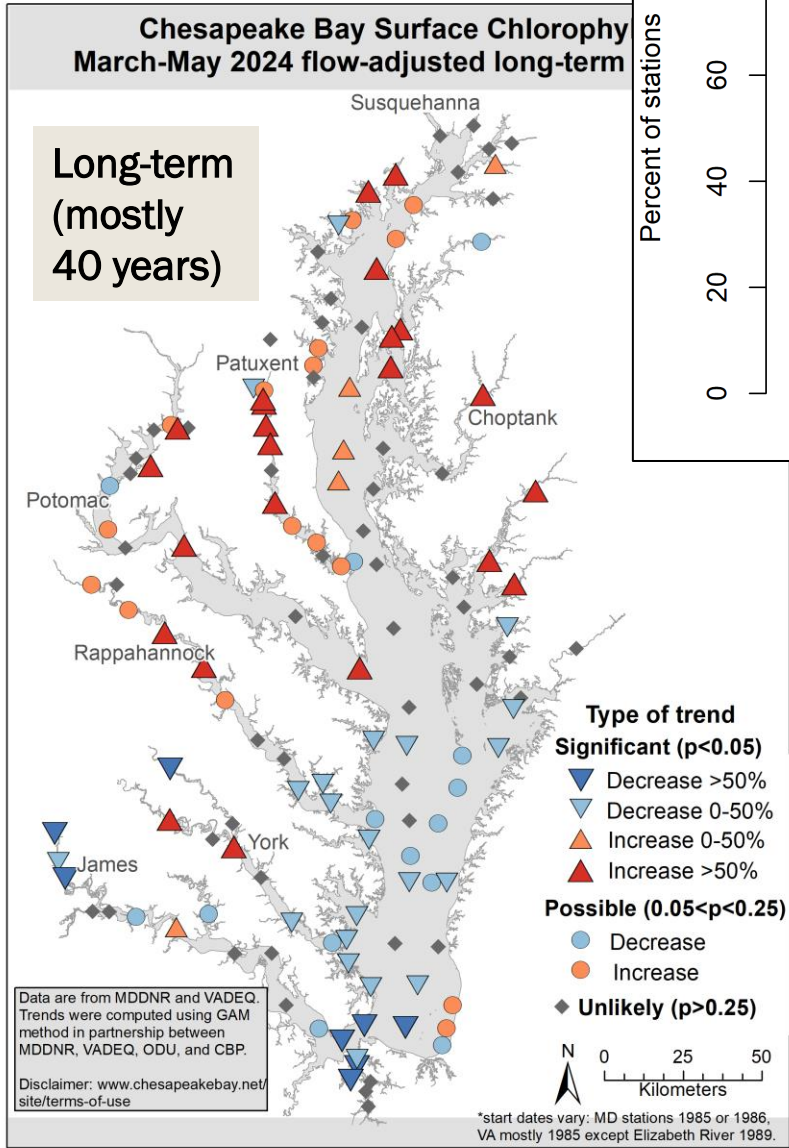 Chesapeake Bay Surface Chlorophyl
March-May 2024 flow-adjusted long-term
Percent of stations
60
40
20
0
Long-term
(mostly
40 years)
Susquehanna
Patuxent
Choptank
Potomac
Rappahannock
York
James
Type of trend
Significant (p<0.05)
Decrease >50%
Decrease 0-50%
Increase 0-50%
Increase >50%
Possible (0.05<p<0.25)
Decrease
Increase
Unlikely (p>0.25)
N
0 25 50
Kilometers
Data are from MDDNR and VADEQ.
Trends were computed using GAM
method in partnership between
MDDNR, VADEQ, ODU, and CBP.
Disclaimer: www.chesapeakebay.net/
site/terms-of-use
*start dates vary: MD stations 1985 or 1986,
VA mostly 1985 except Elizabeth River 1989.